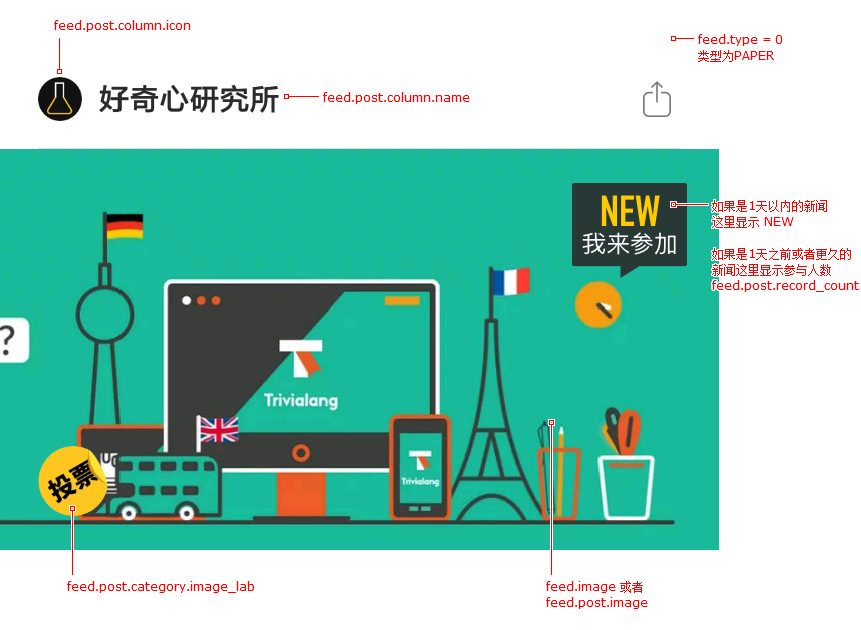 feed.post.column.icon
feed.type = 0
类型为PAPER
好奇心研究所
feed.post.column.name
NEW
我来参加
如果是1天以内的新闻
这里显示 NEW
如果是1天之前或者更久的
新闻这里显示参与人数
feed.post.record_count
?
Trivialang
Trivialang
投票
feed.post.category.image_lab
feed.image 或者
feed.post.image